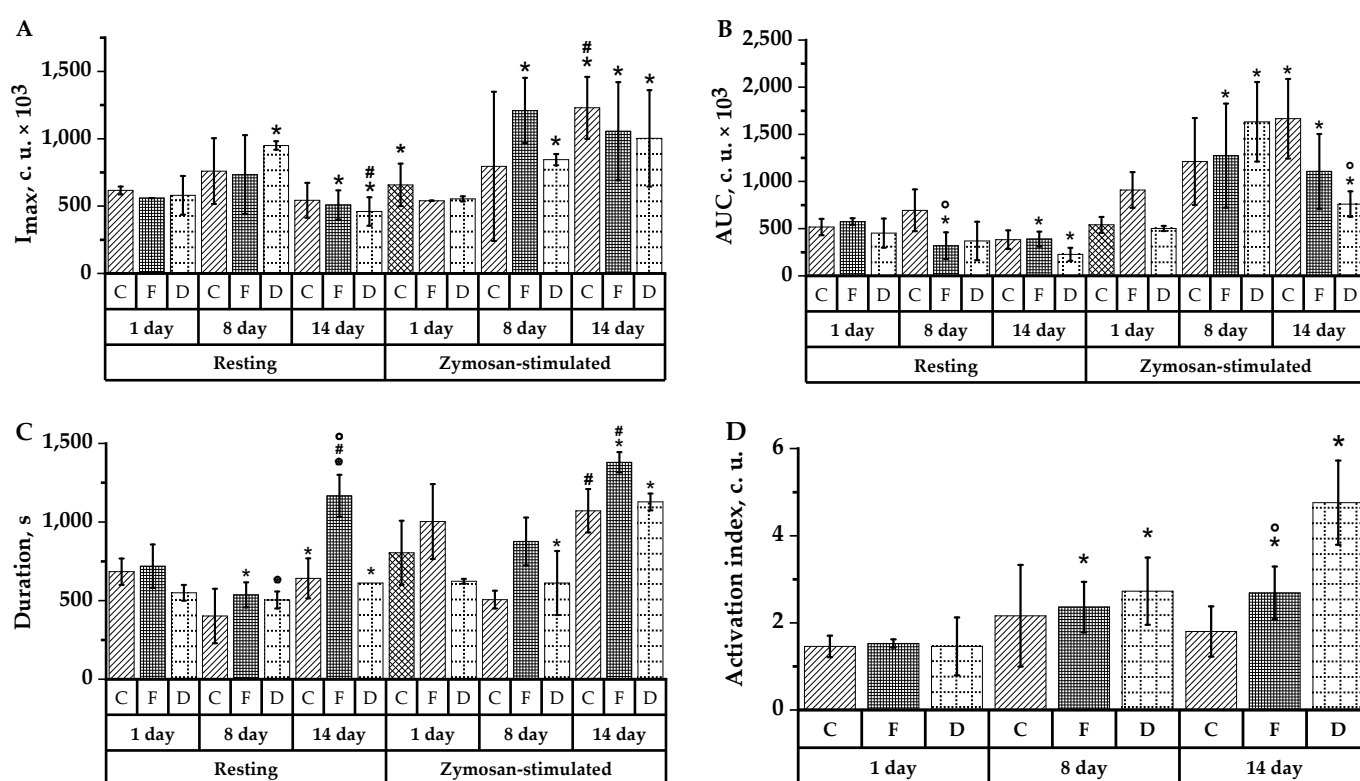 A
I_max, c. u. × 10³
1,500
1,000
500
0
* # * * * * * # * * *
C F D C F D C F D C F D C F D C F D
1 day 8 day 14 day 1 day 8 day 14 day
Resting Zymosan-stimulated
B
AUC, c. u. × 10³
2,500
2,000
1,500
1,000
500
0
° * * * * * * * ° *
C F D C F D C F D C F D C F D C F D
1 day 8 day 14 day 1 day 8 day 14 day
Resting Zymosan-stimulated
C
Duration, s
1,500
1,000
500
0
* ⊛ * ° # ⊛ * * # # * *
C F D C F D C F D C F D C F D C F D
1 day 8 day 14 day 1 day 8 day 14 day
Resting Zymosan-stimulated
D
Activation index, c. u.
6
4
2
0
* * ° * *
C F D C F D C F D
1 day 8 day 14 day